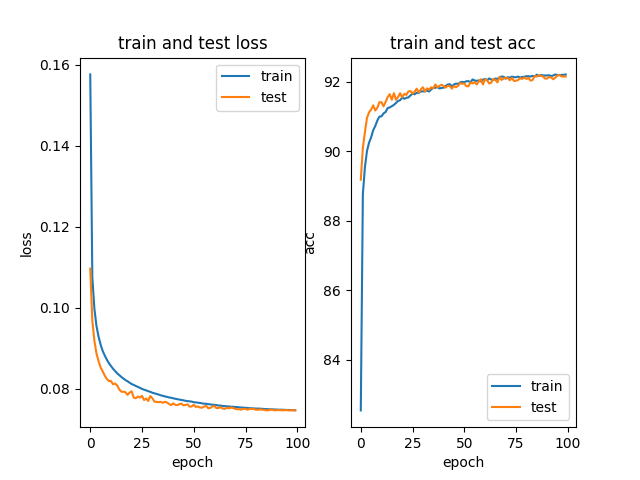 train and test loss
0.16
0.14
0.12
0.10
0.08
loss
0
25
50
75
100
epoch
train
test
train and test acc
92
90
88
86
84
acc
0
25
50
75
100
epoch
train
test